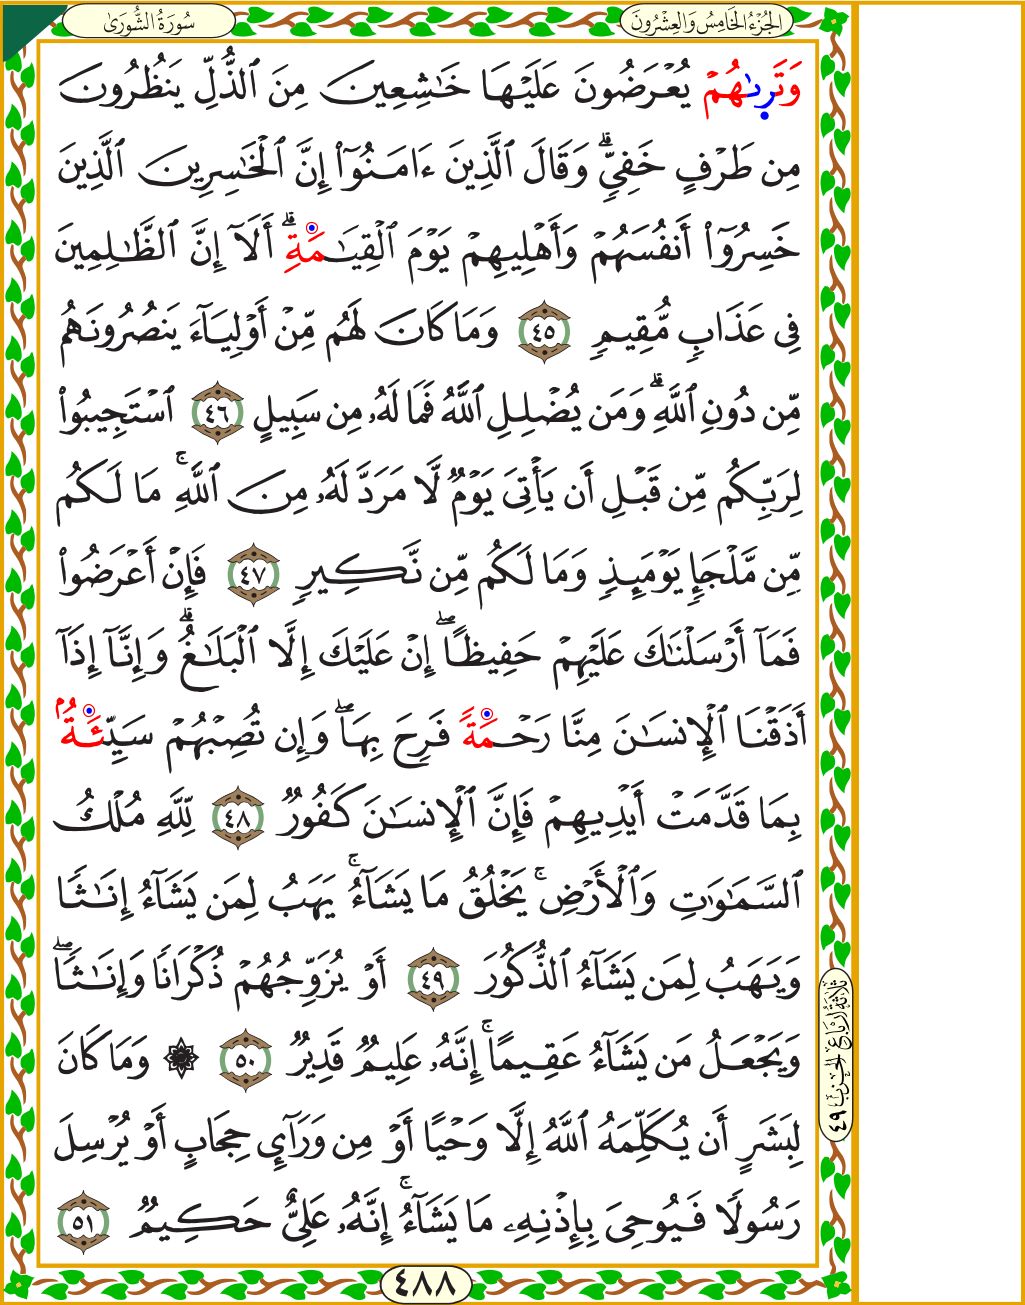 سُورَةُ الشُّورَىٰ
الجُزْءُ الخَامِسُ وَالعِشْرُونَ
وَتَرِىٰهُمْ يُعْرَضُونَ عَلَيْهَا خَٰشِعِينَ مِنَ ٱلذُّلِّ يَنظُرُونَ
مِن طَرْفٍ خَفِيٍّۗ وَقَالَ ٱلَّذِينَ ءَامَنُوٓا۟ إِنَّ ٱلْخَٰسِرِينَ ٱلَّذِينَ
خَسِرُوٓا۟ أَنفُسَهُمْ وَأَهْلِيهِمْ يَوْمَ ٱلْقِيَٰمَةِۗ أَلَآ إِنَّ ٱلظَّٰلِمِينَ
فِى عَذَابٍ مُّقِيمٍ ٤٥ وَمَا كَانَ لَهُم مِّنْ أَوْلِيَآءَ يَنصُرُونَهُم
مِّن دُونِ ٱللَّهِۗ وَمَن يُضْلِلِ ٱللَّهُ فَمَا لَهُۥ مِن سَبِيلٍ ٤٦ ٱسْتَجِيبُوا۟
لِرَبِّكُم مِّن قَبْلِ أَن يَأْتِىَ يَوْمٌ لَّا مَرَدَّ لَهُۥ مِنَ ٱللَّهِۚ مَا لَكُم
مِّن مَّلْجَإٍ يَوْمَئِذٍ وَمَا لَكُم مِّن نَّكِيرٍ ٤٧ فَإِنْ أَعْرَضُوا۟
فَمَآ أَرْسَلْنَٰكَ عَلَيْهِمْ حَفِيظًاۖ إِنْ عَلَيْكَ إِلَّا ٱلْبَلَٰغُۗ وَإِنَّآ إِذَآ
أَذَقْنَا ٱلْإِنسَٰنَ مِنَّا رَحْمَةً فَرِحَ بِهَاۖ وَإِن تُصِبْهُمْ سَيِّئَةٌۢ
بِمَا قَدَّمَتْ أَيْدِيهِمْ فَإِنَّ ٱلْإِنسَٰنَ كَفُورٌ ٤٨ لِّلَّهِ مُلْكُ
ٱلسَّمَٰوَٰتِ وَٱلْأَرْضِۚ يَخْلُقُ مَا يَشَآءُۚ يَهَبُ لِمَن يَشَآءُ إِنَٰثًا
وَيَهَبُ لِمَن يَشَآءُ ٱلذُّكُورَ ٤٩ أَوْ يُزَوِّجُهُمْ ذُكْرَانًا وَإِنَٰثًاۖ
وَيَجْعَلُ مَن يَشَآءُ عَقِيمًاۚ إِنَّهُۥ عَلِيمٌ قَدِيرٌ ٥٠ ۞ وَمَا كَانَ
لِبَشَرٍ أَن يُكَلِّمَهُ ٱللَّهُ إِلَّا وَحْيًا أَوْ مِن وَرَآئِ حِجَابٍ أَوْ يُرْسِلَ
رَسُولًا فَيُوحِىَ بِإِذْنِهِۦ مَا يَشَآءُۚ إِنَّهُۥ عَلِىٌّ حَكِيمٌ ٥١
ثَلَاثَةُ أَرْبَاعِ الحِزْبِ ٤٩
٤٨٨